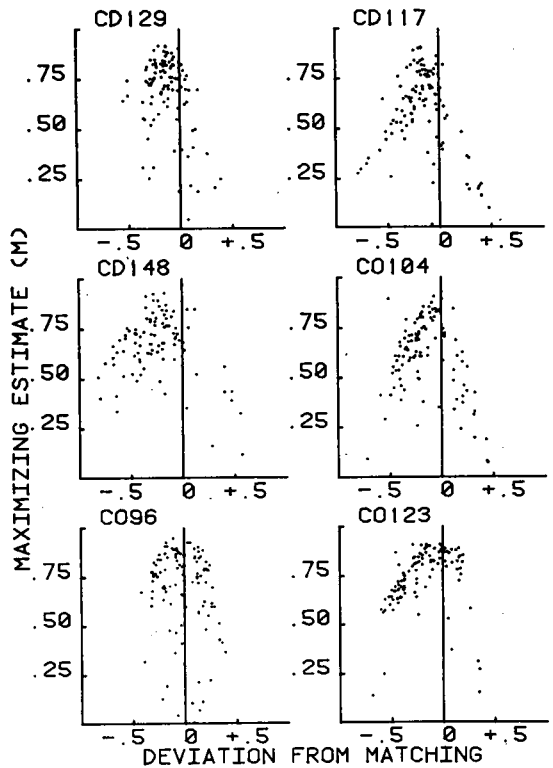 CD129 CD117
.75 .75
.50 .50
.25 .25
-.5 0 +.5 -.5 0 +.5
CD148 CO104
.75 .75
.50 .50
.25 .25
-.5 0 +.5 -.5 0 +.5
CO96 CO123
.75 .75
.50 .50
.25 .25
-.5 0 +.5 -.5 0 +.5
MAXIMIZING ESTIMATE (M)
DEVIATION FROM MATCHING